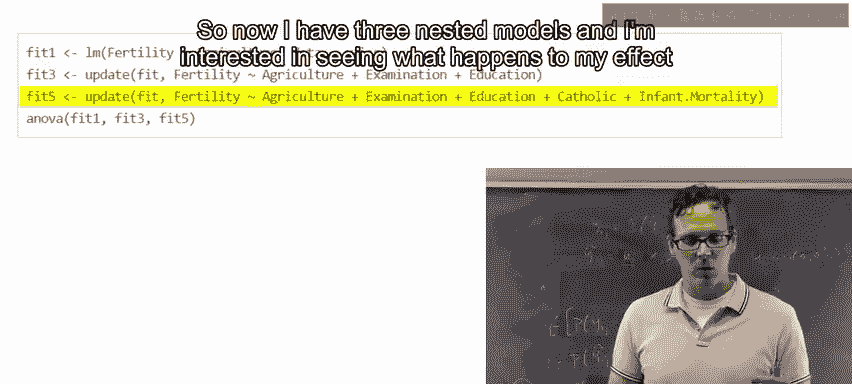 So now I have three nested models and I'm
interested in seeing what happens to my effect
fit1 <- lm(Fertility
fit3 <- update(fit, Fertility ~ Agriculture + Examination + Education)
fit5 <- update(fit, Fertility ~ Agriculture + Examination + Education + Catholic + Infant.Mortality)
anova(fit1, fit3, fit5)